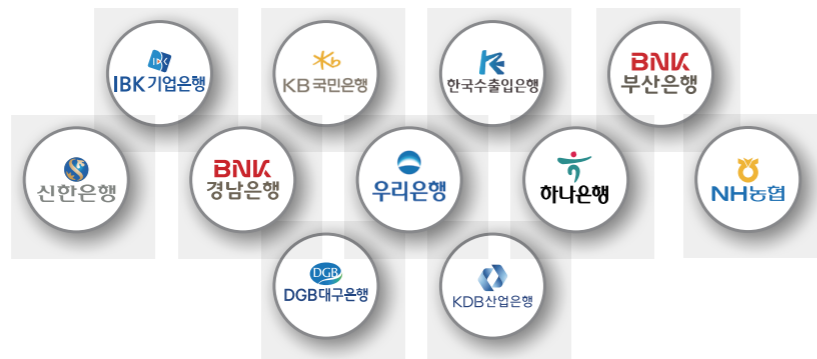 IBK 기업은행
Kb
KB 국민은행
한국수출입은행
BNK
부산은행
신한은행
BNK
경남은행
우리은행
하나은행
NH농협
DGB
DGB대구은행
KDB산업은행